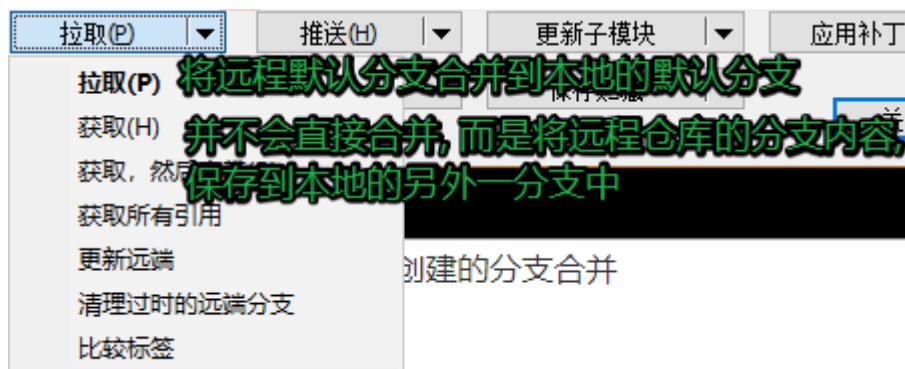 拉取(P) 推送(H) 更新子模块 应用补丁
拉取(P) 将远程默认分支合并到本地的默认分支
获取(H) 并不会直接合并, 而是将远程仓库的分支内容,
获取，然后
保存到本地的另外一分支中
获取所有引用
更新远端
创建的分支合并
清理过时的远端分支
比较标签